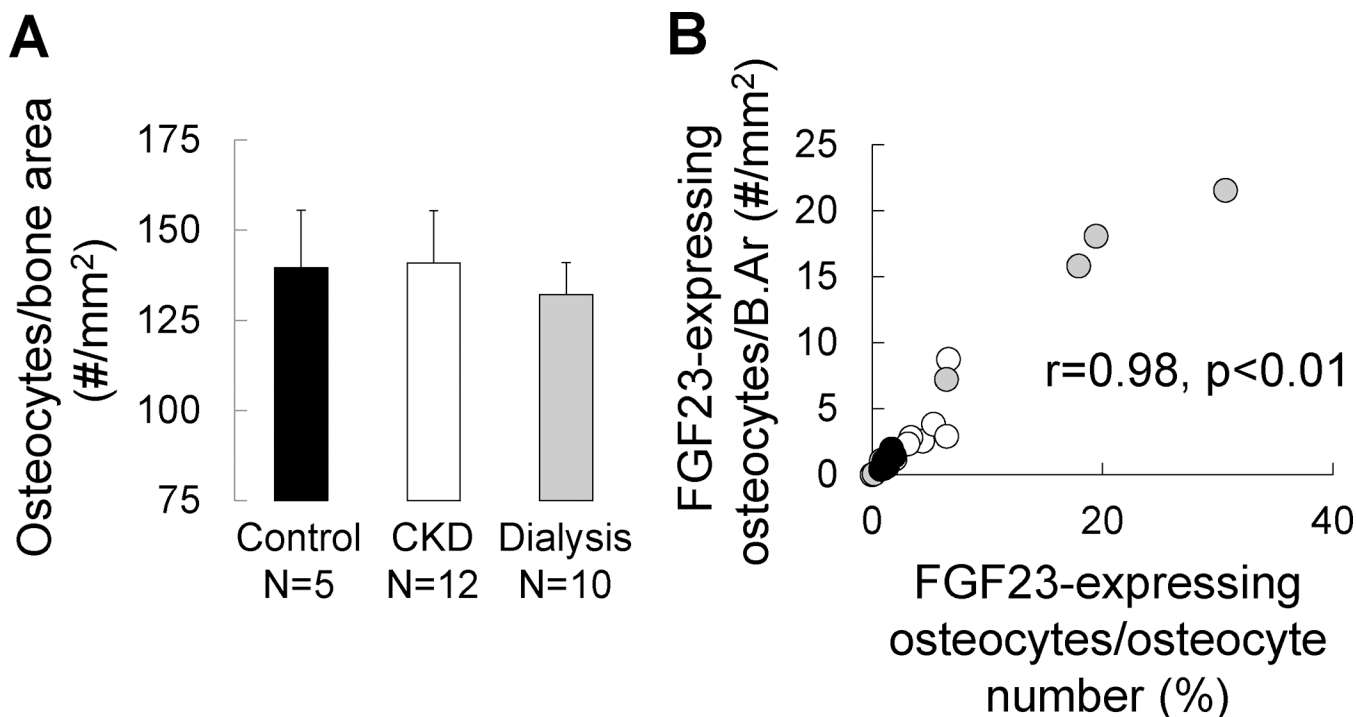 A
Osteocytes/bone area
(#/mm²)
175
150
125
100
75
Control
N=5
CKD
N=12
Dialysis
N=10
B
FGF23-expressing
osteocytes/B.Ar (#/mm²)
25
20
15
10
5
0
r=0.98, p<0.01
0
20
40
FGF23-expressing
osteocytes/osteocyte
number (%)